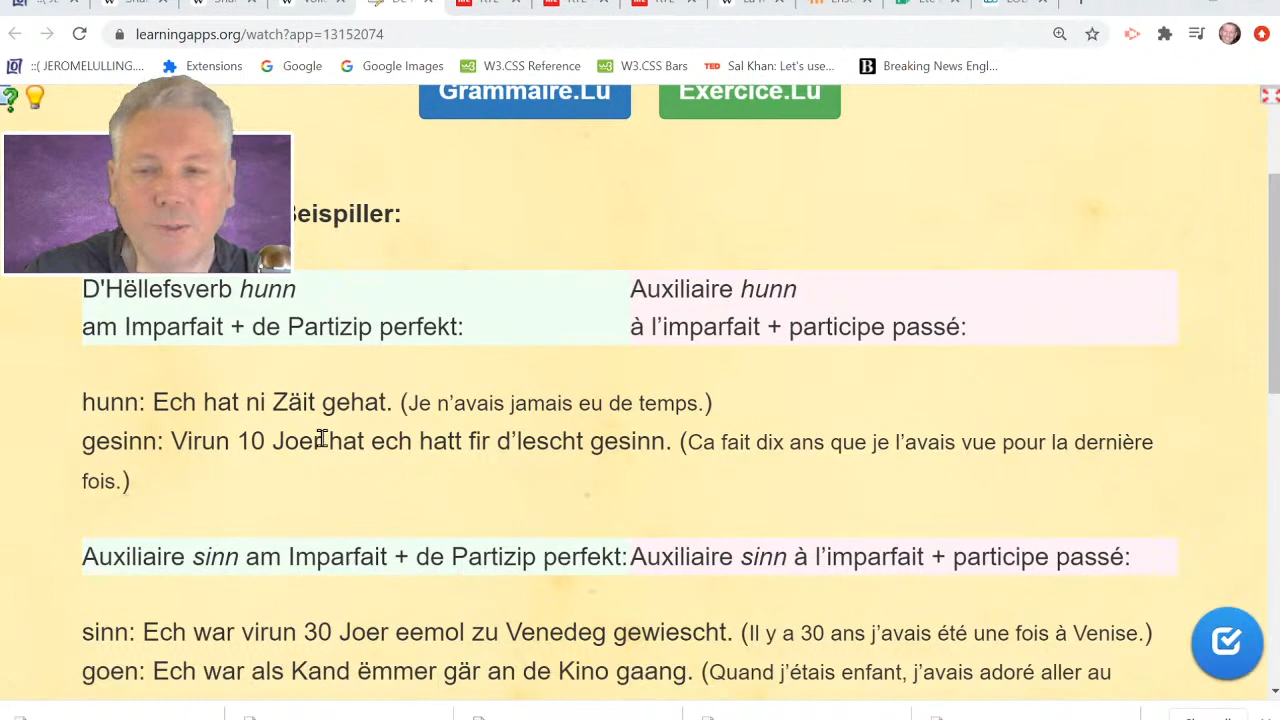 learningapps.org/watch?app=13152074
::( JEROMELULLING.... Extensions Google Google Images W3.CSS Reference W3.CSS Bars TED Sal Khan: Let's use... B Breaking News Engl...
Grammaire.Lu Exercice.Lu
Beispiller:
D'Hëllefsverb hunn Auxiliaire hunn
am Imparfait + de Partizip perfekt: à l’imparfait + participe passé:
hunn: Ech hat ni Zäit gehat. (Je n’avais jamais eu de temps.)
gesinn: Virun 10 Joer hat ech hatt fir d’lescht gesinn. (Ca fait dix ans que je l’avais vue pour la dernière
fois.)
Auxiliaire sinn am Imparfait + de Partizip perfekt: Auxiliaire sinn à l’imparfait + participe passé:
sinn: Ech war virun 30 Joer eemol zu Venedeg gewiescht. (Il y a 30 ans j’avais été une fois à Venise.)
goen: Ech war als Kand ëmmer gär an de Kino gaang. (Quand j’étais enfant, j’avais adoré aller au